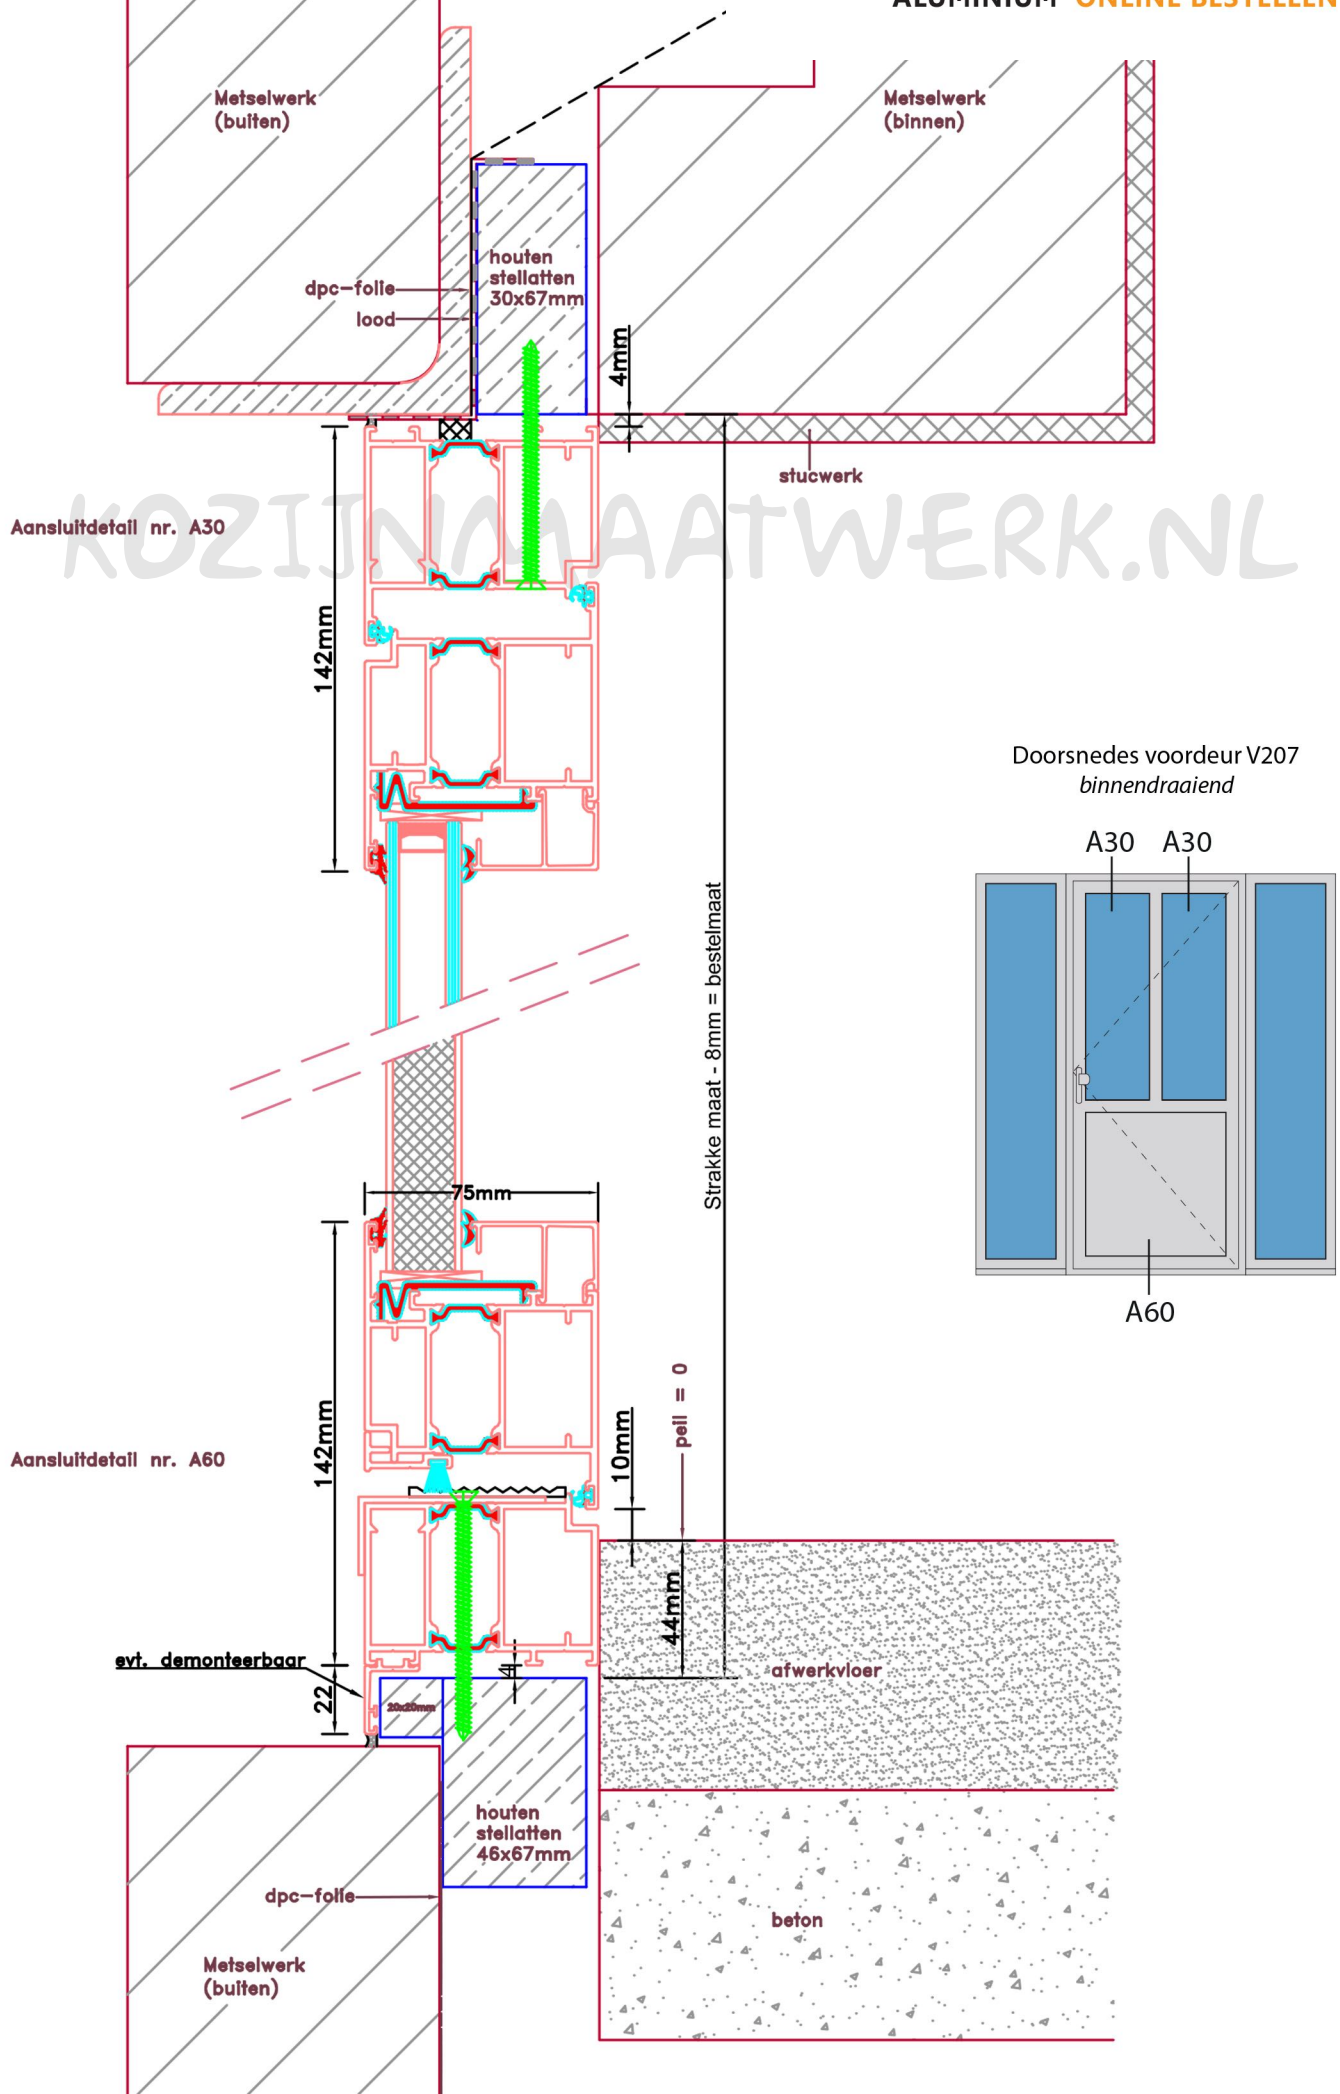 ALUMINIUM ONLINE BESTELLEN
Metselwerk
(buiten)
Metselwerk
(binnen)
houten
stellatten
30x67mm
dpc-folie
lood
4mm
stucwerk
KOZIJNMAATWERK.NL
Aansluitdetail nr. A30
142mm
Doorsnedes voordeur V207
binnendraaiend
A30 A30
Strakke maat - 8mm = bestelmaat
75mm
A60
peil = 0
10mm
142mm
Aansluitdetail nr. A60
44mm
evt. demonteerbaar
4
afwerkvloer
22
20x20mm
houten
stellatten
46x67mm
dpc-folie
beton
Metselwerk
(buiten)